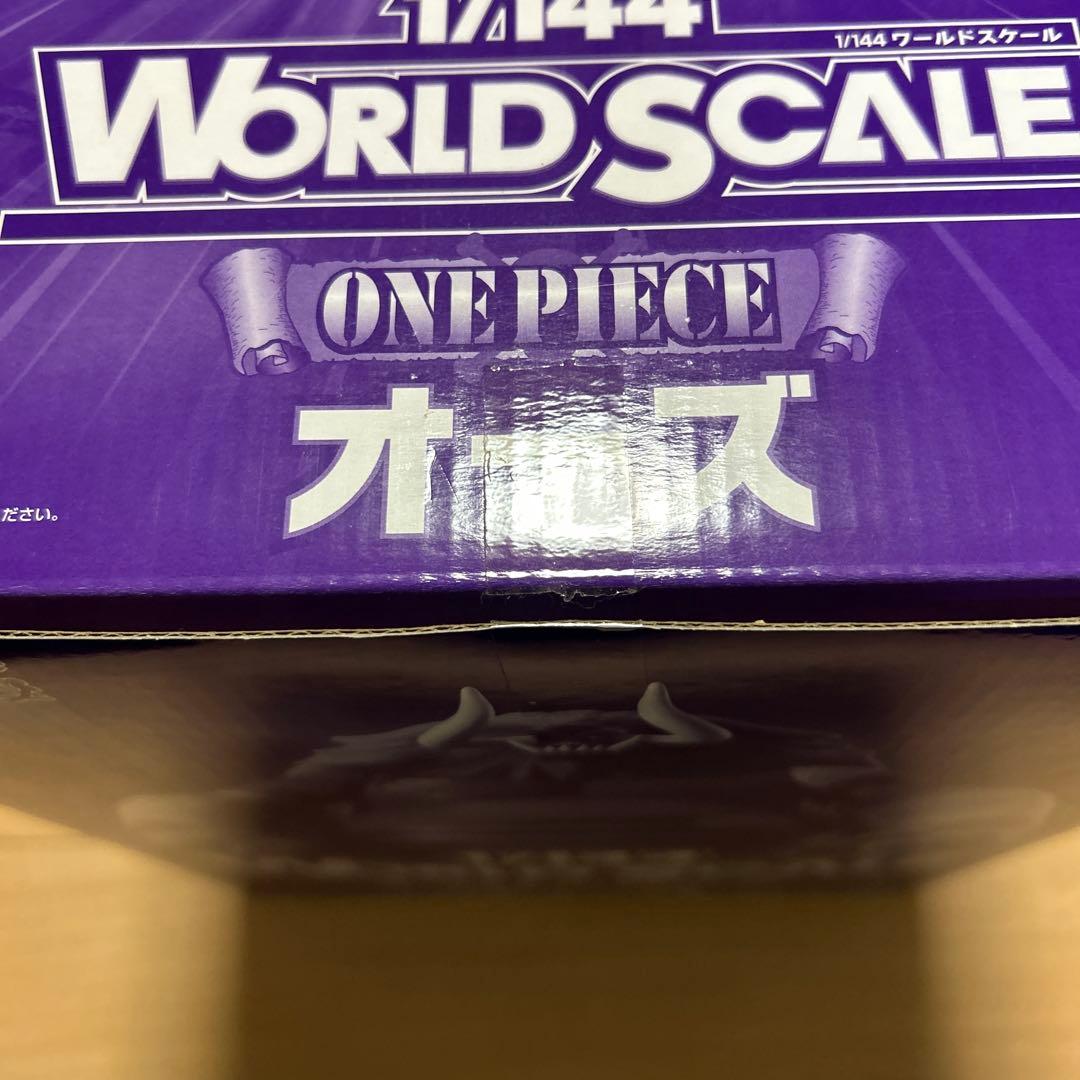 1/144
1/144 ワールドスケール
WORLD SCALE
ONE PIECE
オーズ
ださい。